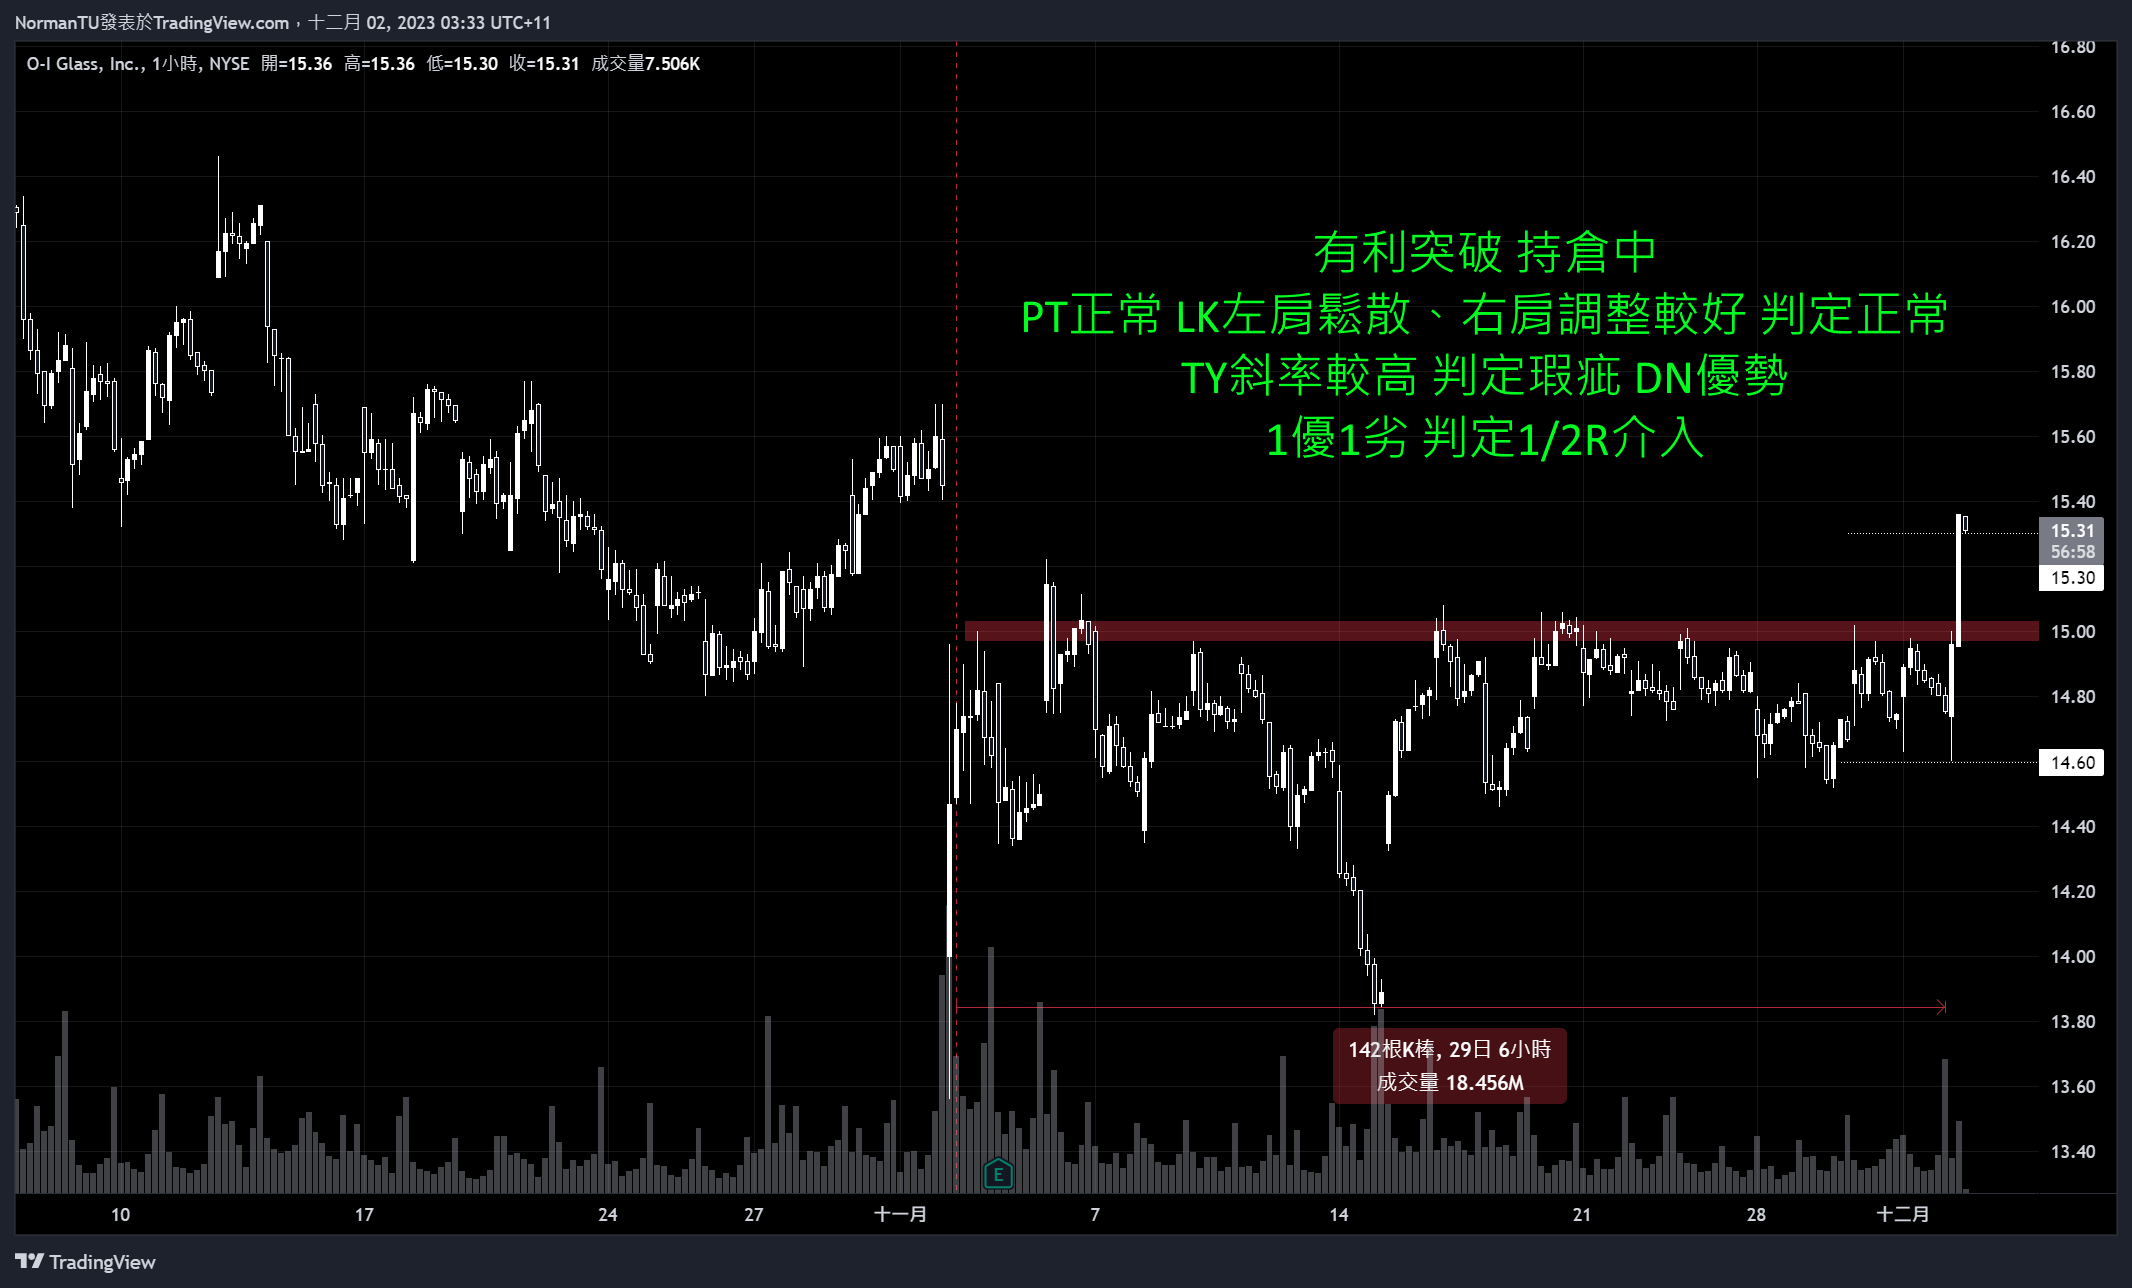 NormanTU發表於TradingView.com，十二月 02, 2023 03:33 UTC+11
O-I Glass, Inc., 1小時, NYSE 開=15.36 高=15.36 低=15.30 收=15.31 成交量7.506K
有利突破 持倉中
PT正常 LK左肩鬆散、右肩調整較好 判定正常
TY斜率較高 判定瑕疵 DN優勢
1優1劣 判定1/2R介入
16.80
16.60
16.40
16.20
16.00
15.80
15.60
15.40
15.31
56:58
15.30
15.00
14.80
14.60
14.40
14.20
14.00
13.80
13.60
13.40
142根K棒, 29日 6小時
成交量 18.456M
E
10 17 24 27 十一月 7 14 21 28 十二月
TradingView